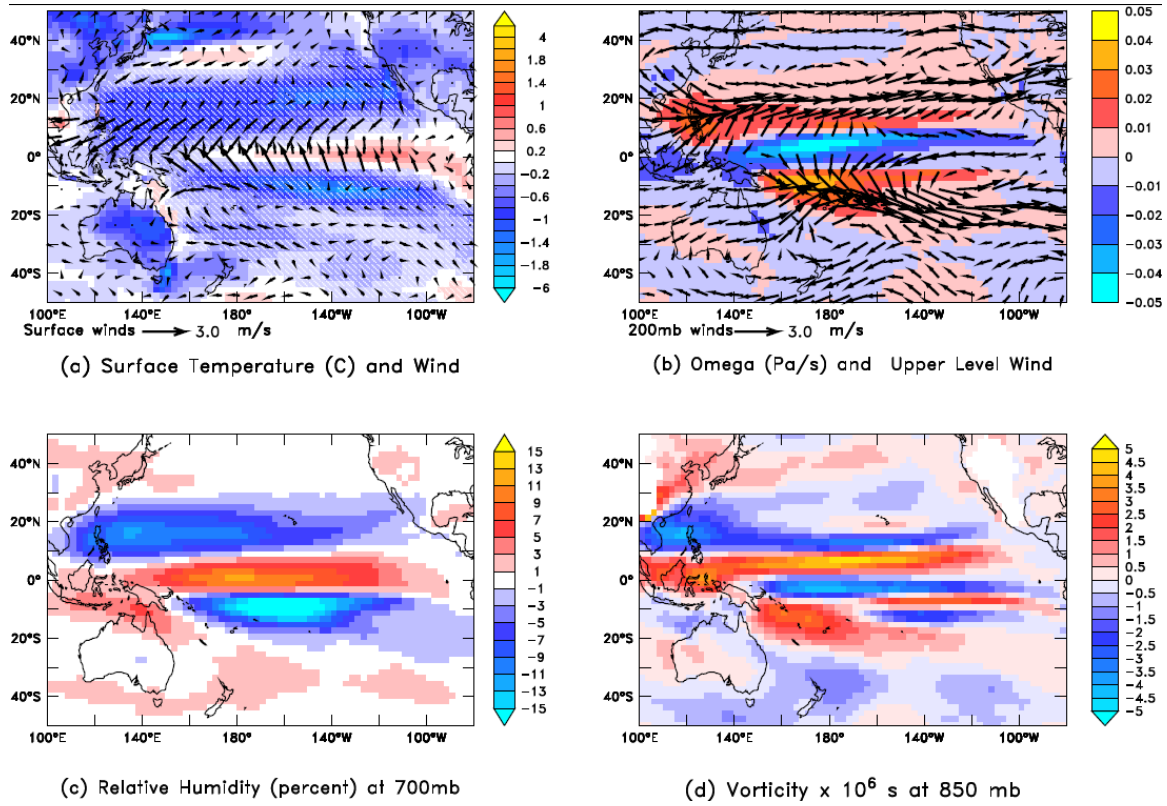 40°N
20°N
0°
20°S
40°S
100°E
140°E
180°
140°W
100°W
4
1.8
1.4
1
0.6
0.2
−0.2
−0.6
−1
−1.4
−1.8
−6
Surface winds 3.0 m/s
(a) Surface Temperature (C) and Wind
40°N
20°N
0°
20°S
40°S
100°E
140°E
180°
140°W
100°W
0.05
0.04
0.03
0.02
0.01
0
−0.01
−0.02
−0.03
−0.04
−0.05
200mb winds 3.0 m/s
(b) Omega (Pa/s) and Upper Level Wind
40°N
20°N
0°
20°S
40°S
100°E
140°E
180°
140°W
100°W
15
13
11
9
7
5
3
1
−1
−3
−5
−7
−9
−11
−13
−15
(c) Relative Humidity (percent) at 700mb
40°N
20°N
0°
20°S
40°S
100°E
140°E
180°
140°W
100°W
5
4.5
4
3.5
3
2.5
2
1.5
1
0.5
0
−0.5
−1
−1.5
−2
−2.5
−3
−3.5
−4
−4.5
−5
(d) Vorticity x 10⁶ s at 850 mb